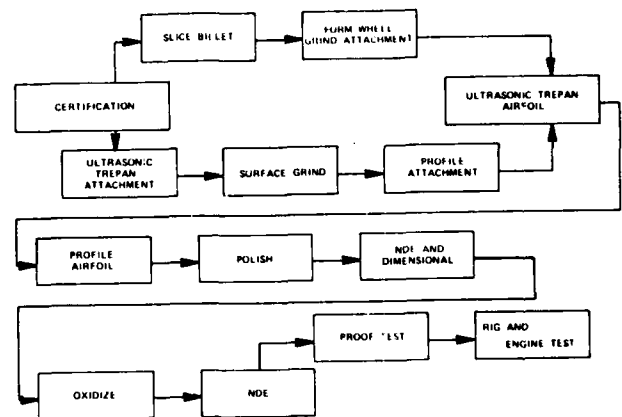 SLICE BILLET
FORM WHEEL
GRIND ATTACHMENT
CERTIFICATION
ULTRASONIC TREPAN
AIRFOIL
ULTRASONIC
TREPAN
ATTACHMENT
SURFACE GRIND
PROFILE
ATTACHMENT
PROFILE
AIRFOIL
POLISH
NDE AND
DIMENSIONAL
PROOF TEST
RIG AND
ENGINE TEST
OXIDIZE
NDE